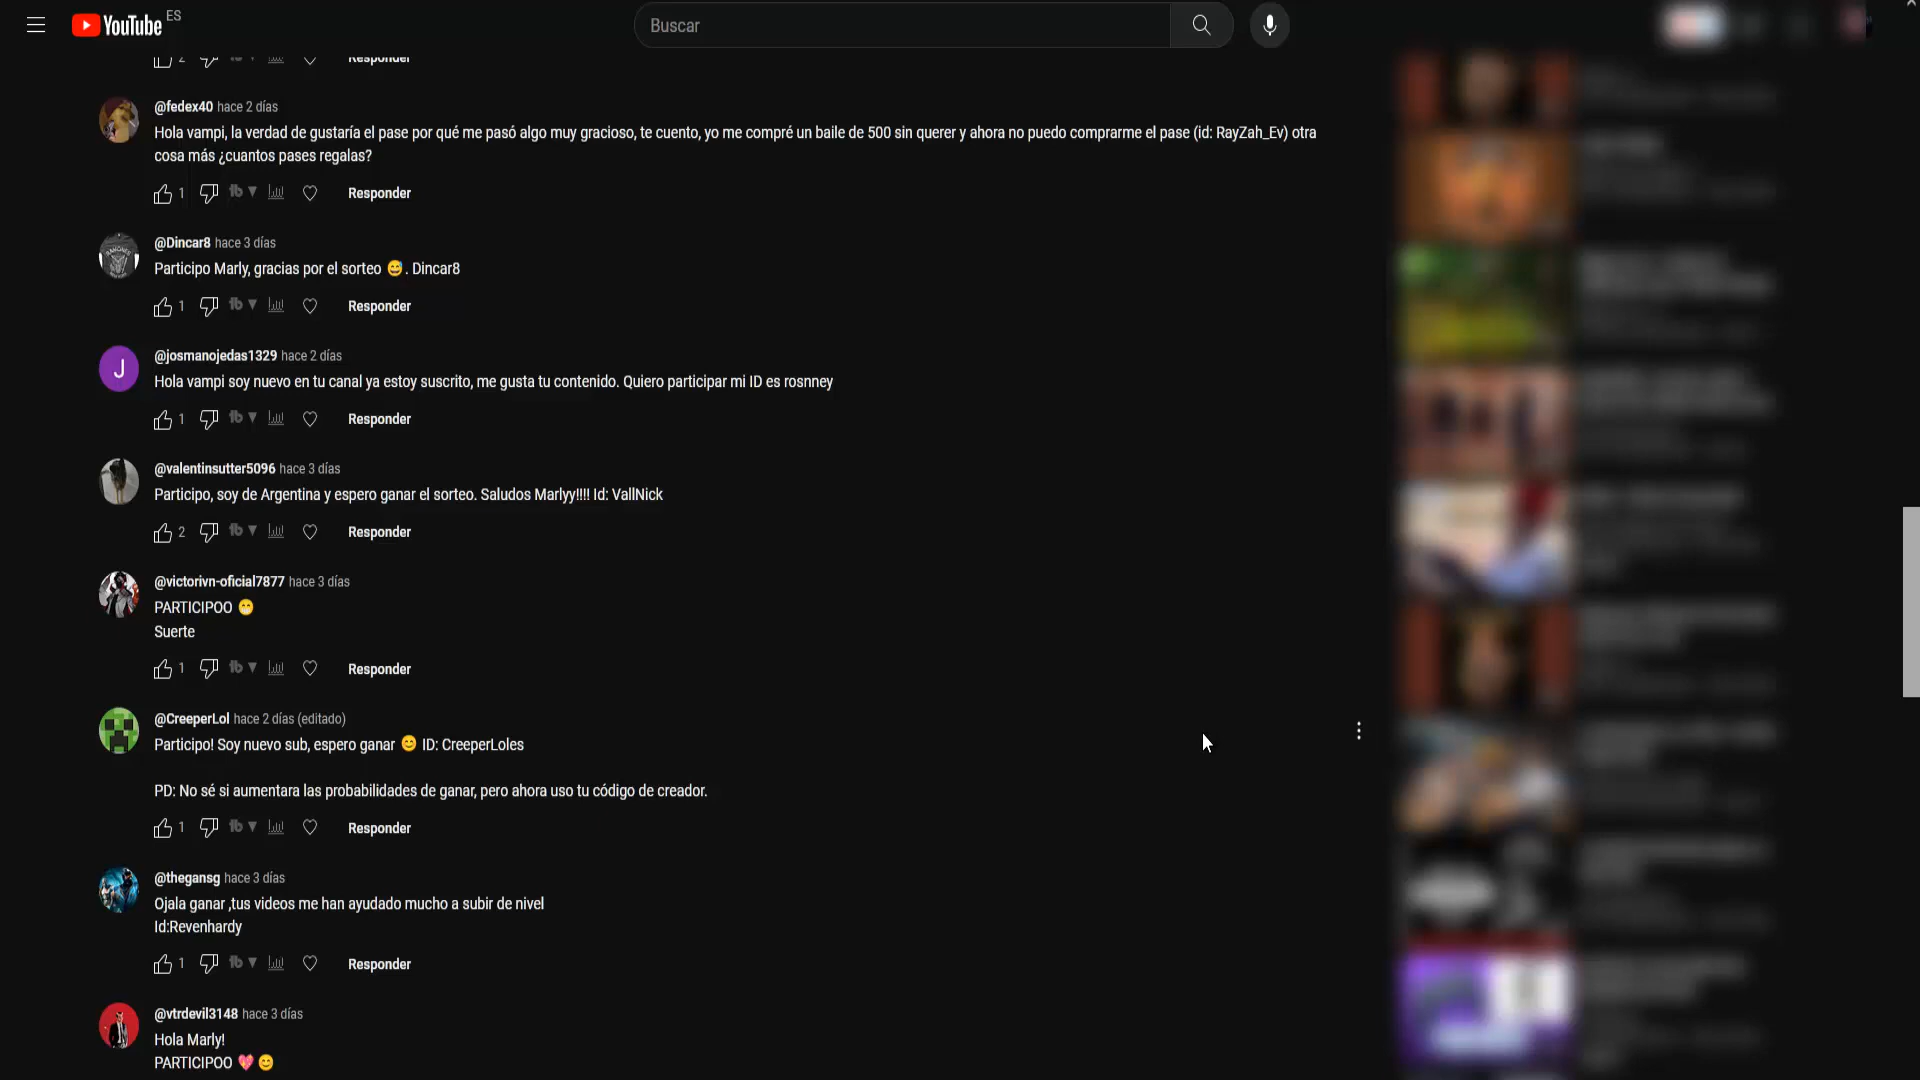 YouTube ES
Buscar
2 Responder
@fedex40 hace 2 días
Hola vampi, la verdad de gustaría el pase por qué me pasó algo muy gracioso, te cuento, yo me compré un baile de 500 sin querer y ahora no puedo comprarme el pase (id: RayZah_Ev) otra
cosa más ¿cuantos pases regalas?
1 Responder
@Dincar8 hace 3 días
Participo Marly, gracias por el sorteo 😅. Dincar8
1 Responder
@josmanojedas1329 hace 2 días
Hola vampi soy nuevo en tu canal ya estoy suscrito, me gusta tu contenido. Quiero participar mi ID es rosnney
1 Responder
@valentinsutter5096 hace 3 días
Participo, soy de Argentina y espero ganar el sorteo. Saludos Marlyy!!!! Id: VallNick
2 Responder
@victorivn-oficial7877 hace 3 días
PARTICIPOO 😁
Suerte
1 Responder
@CreeperLol hace 2 días (editado)
Participo! Soy nuevo sub, espero ganar 😊 ID: CreeperLoles
PD: No sé si aumentara las probabilidades de ganar, pero ahora uso tu código de creador.
1 Responder
@thegansg hace 3 días
Ojala ganar ,tus videos me han ayudado mucho a subir de nivel
Id:Revenhardy
1 Responder
@vtrdevil3148 hace 3 días
Hola Marly!
PARTICIPOO 💖😊